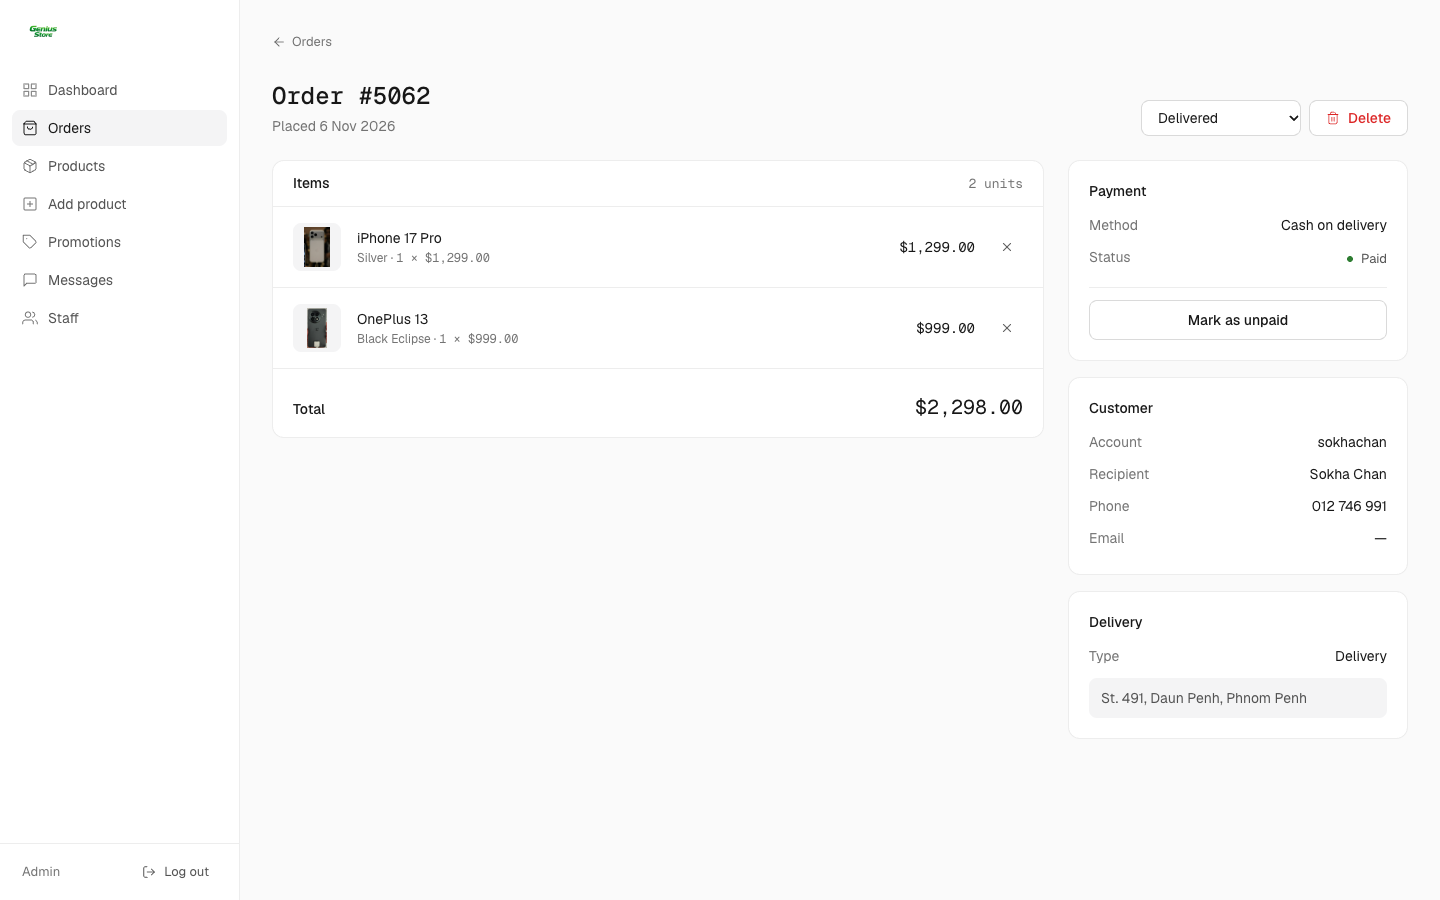 Genius
Store
Dashboard
Orders
Products
Add product
Promotions
Messages
Staff
Admin
Log out
Orders
Order #5062
Placed 6 Nov 2026
Delivered
Delete
Items
2 units
iPhone 17 Pro
Silver · 1 × $1,299.00
$1,299.00
OnePlus 13
Black Eclipse · 1 × $999.00
$999.00
Total
$2,298.00
Payment
Method
Cash on delivery
Status
Paid
Mark as unpaid
Customer
Account
sokhachan
Recipient
Sokha Chan
Phone
012 746 991
Email
—
Delivery
Type
Delivery
St. 491, Daun Penh, Phnom Penh